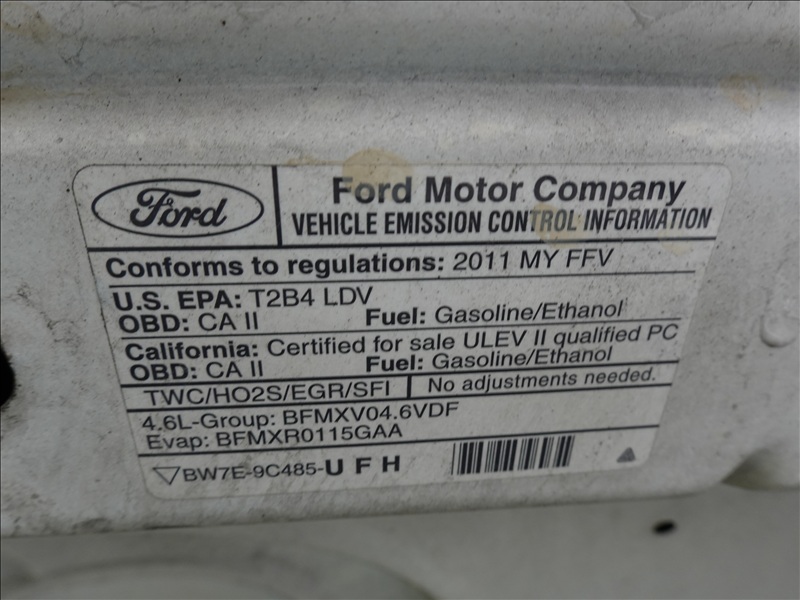 Ford
Ford Motor Company
VEHICLE EMISSION CONTROL INFORMATION
Conforms to regulations: 2011 MY FFV
U.S. EPA: T2B4 LDV
OBD: CA II Fuel: Gasoline/Ethanol
California: Certified for sale ULEV II qualified PC
OBD: CA II Fuel: Gasoline/Ethanol
TWC/HO2S/EGR/SFI No adjustments needed.
4.6L-Group: BFMXV04.6VDF
Evap: BFMXR0115GAA
BW7E-9C485-U F H